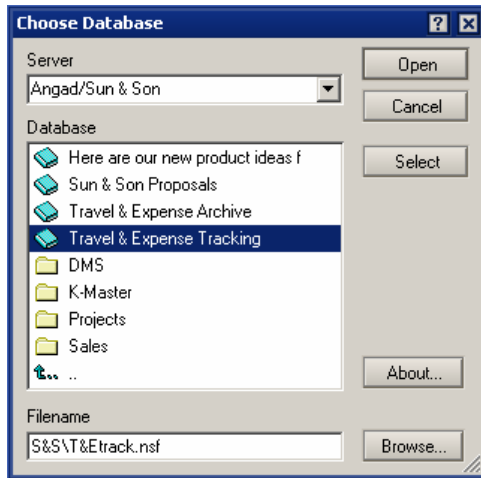 Choose Database
Server
Angad/Sun & Son
Open
Cancel
Database
Select
Here are our new product ideas f
Sun & Son Proposals
Travel & Expense Archive
Travel & Expense Tracking
DMS
K-Master
Projects
Sales
..
About...
Filename
S&S\T&Etrack.nsf
Browse...